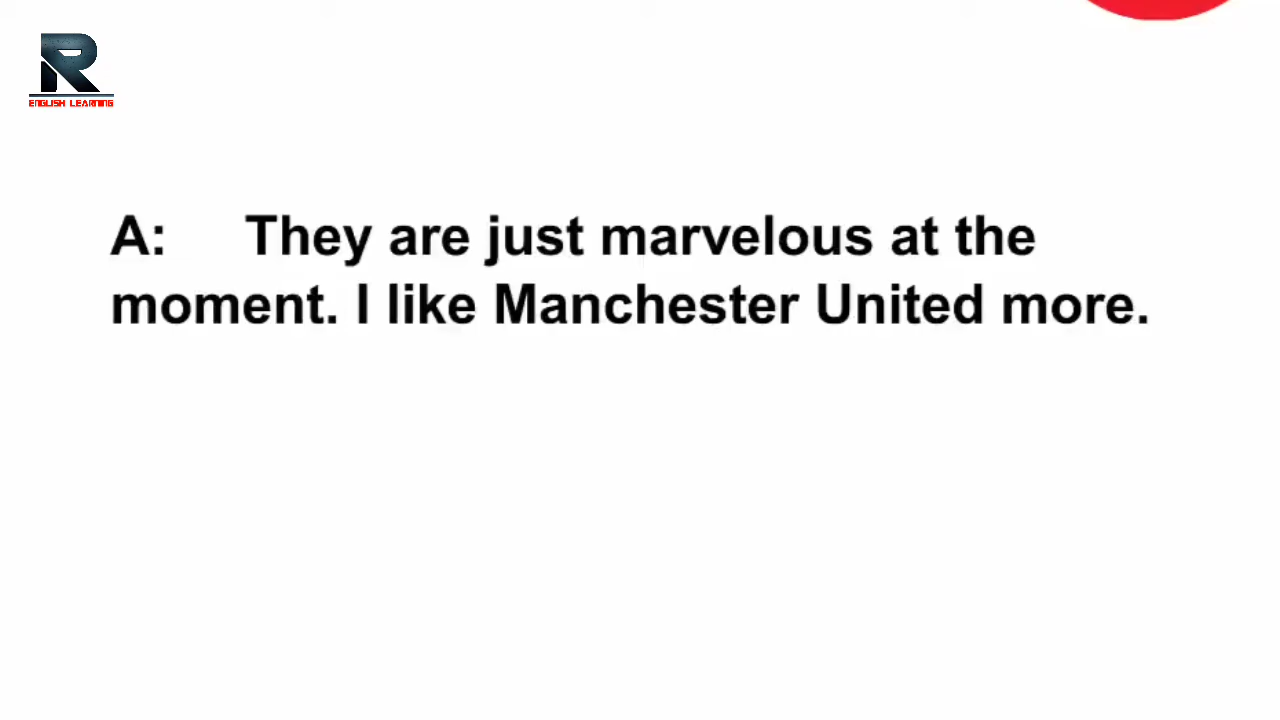 R
ENGLISH LEARNING
A: They are just marvelous at the
moment. I like Manchester United more.